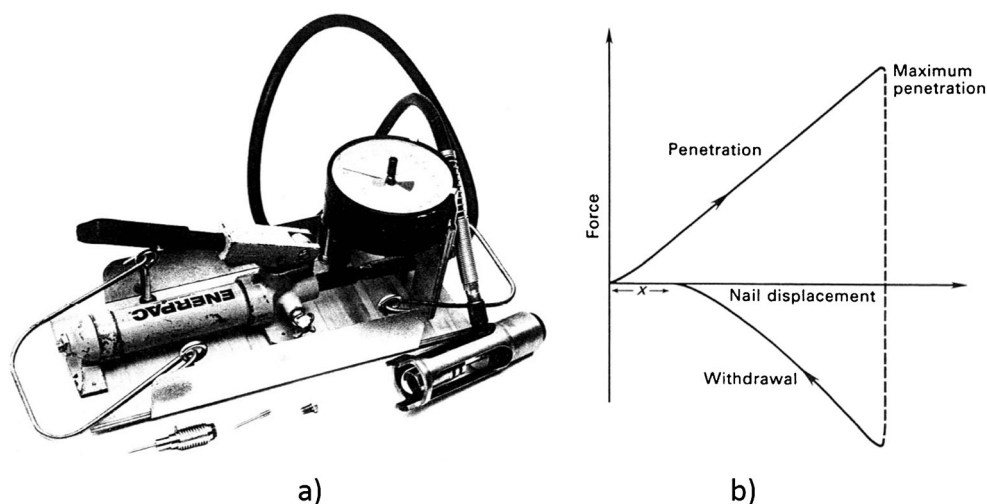 ENERPAC
a)
Force
Maximum
penetration
Penetration
x
Nail displacement
Withdrawal
b)